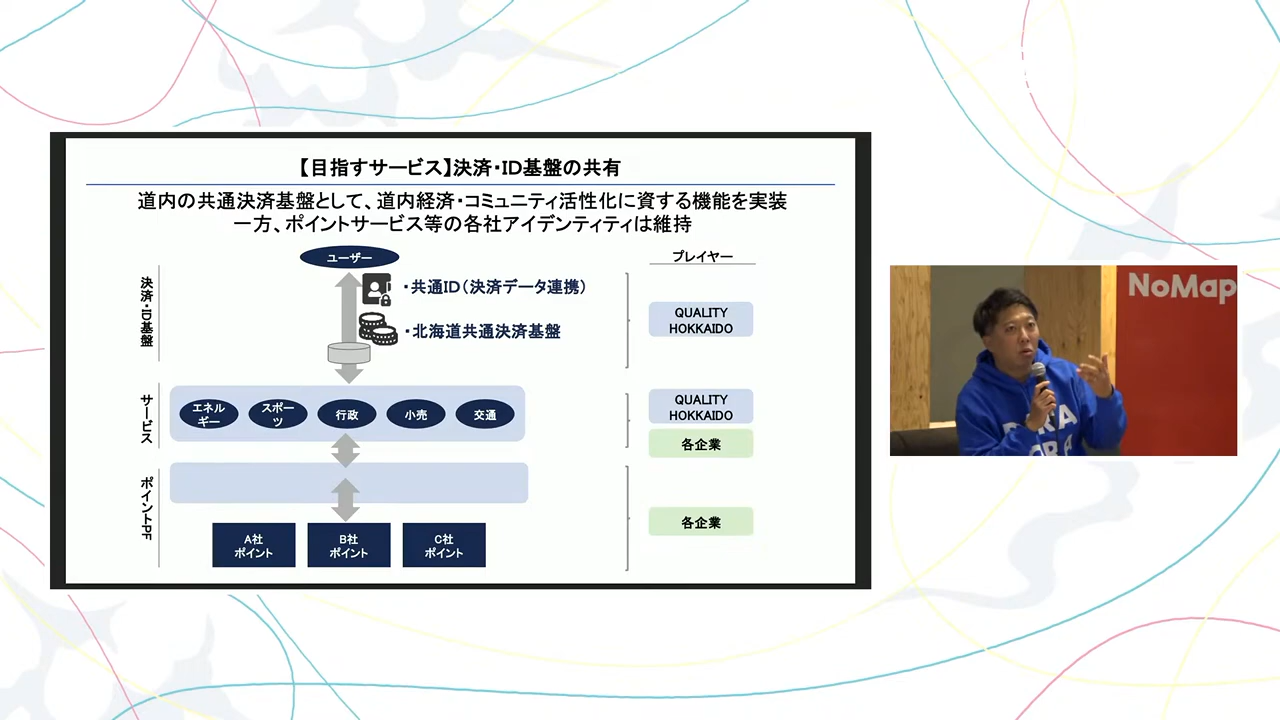 【目指すサービス】決済・ID基盤の共有
道内の共通決済基盤として、道内経済・コミュニティ活性化に資する機能を実装
一方、ポイントサービス等の各社アイデンティティは維持
ユーザー
プレイヤー
決済・ID基盤
・共通ID（決済データ連携）
・北海道共通決済基盤
QUALITY
HOKKAIDO
サービス
エネル
ギー
スポー
ツ
行政
小売
交通
QUALITY
HOKKAIDO
各企業
ポイントPF
各企業
A社
ポイント
B社
ポイント
C社
ポイント
NoMap